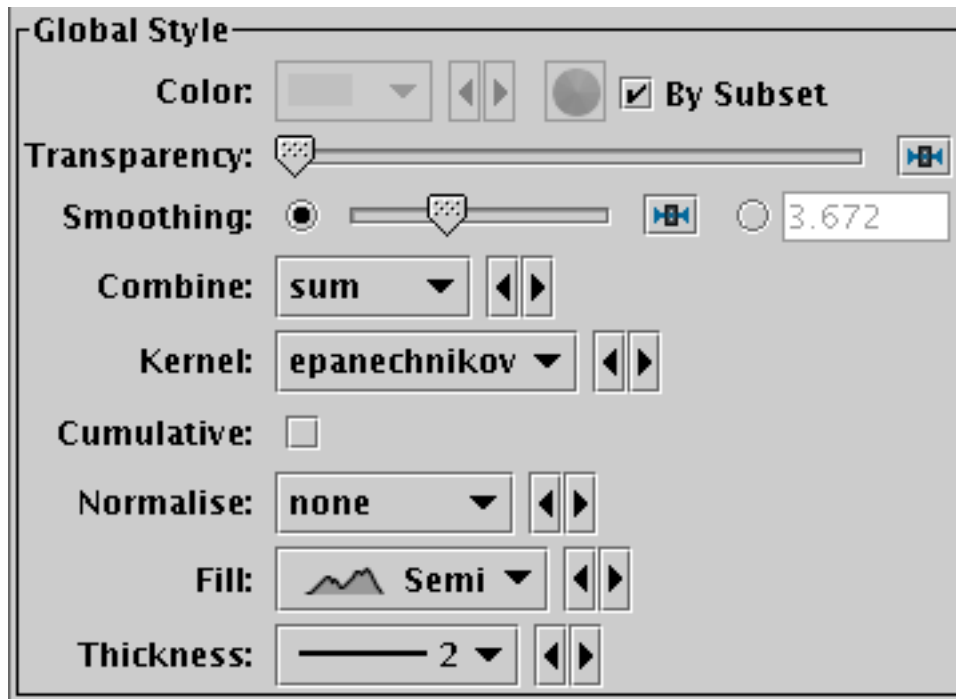 Global Style
Color: By Subset
Transparency:
Smoothing: 3.672
Combine: sum
Kernel: epanechnikov
Cumulative:
Normalise: none
Fill: Semi
Thickness: 2